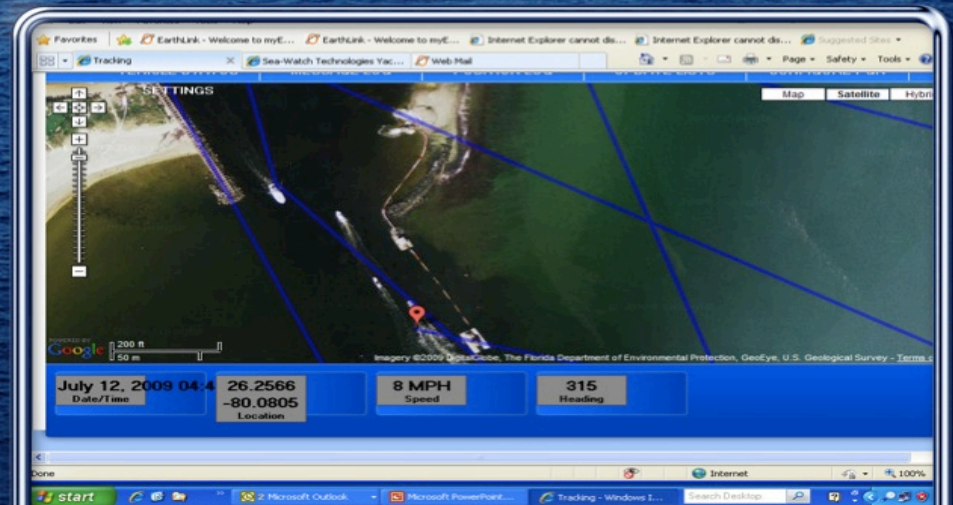 Favorites EarthLink - Welcome to myE... EarthLink - Welcome to myE... Internet Explorer cannot dis... Internet Explorer cannot dis... Suggested Sites
Tracking X Sea-Watch Technologies Yac... Web Mail Page Safety Tools
SETTINGS Map Satellite Hybri
POWERED BY
Google 200 ft
50 m
Imagery ©2009 DigitalGlobe, The Florida Department of Environmental Protection, GeoEye, U.S. Geological Survey - Terms o
July 12, 2009 04:4
Date/Time
26.2566
-80.0805
Location
8 MPH
Speed
315
Heading
Done Internet 100%
start 2 Microsoft Outlook Microsoft PowerPoint... Tracking - Windows I... Search Desktop